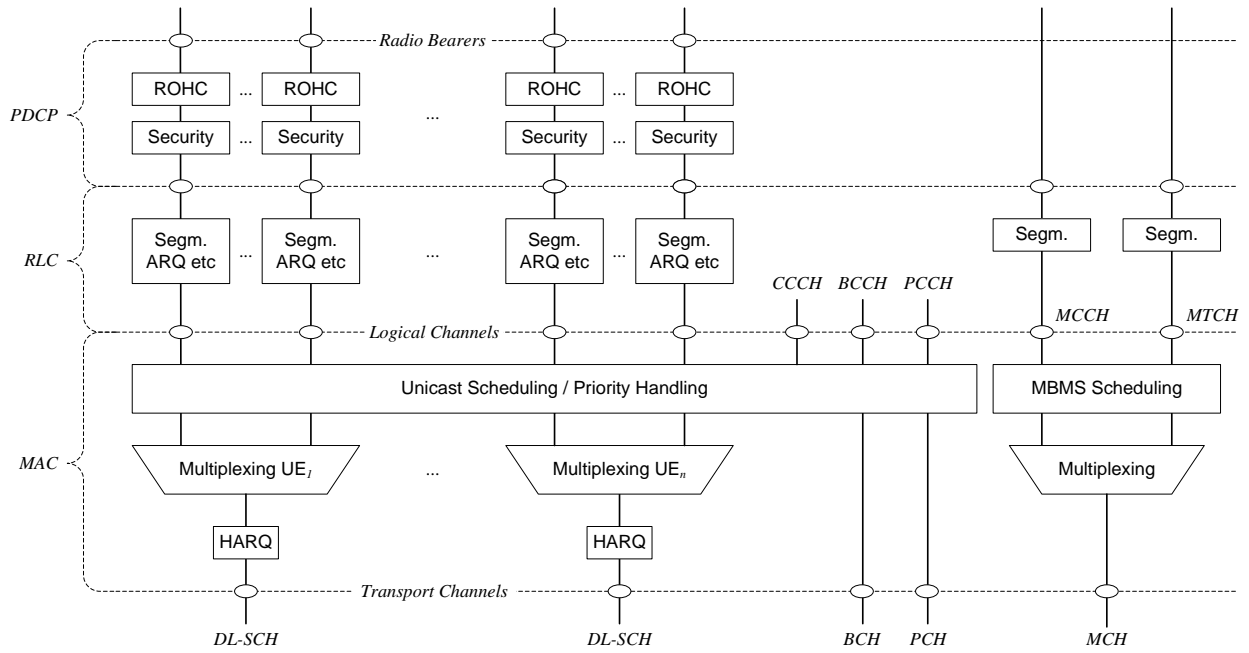 Radio Bearers
ROHC ... ROHC ROHC ... ROHC
PDCP ...
Security ... Security Security ... Security
Segm. Segm. Segm. Segm. Segm. Segm.
RLC ... ... ...
ARQ etc ARQ etc ARQ etc ARQ etc
CCCH BCCH PCCH
MCCH MTCH
Logical Channels
Unicast Scheduling / Priority Handling MBMS Scheduling
MAC Multiplexing UE1 ... Multiplexing UEn Multiplexing
HARQ HARQ
Transport Channels
DL-SCH DL-SCH BCH PCH MCH